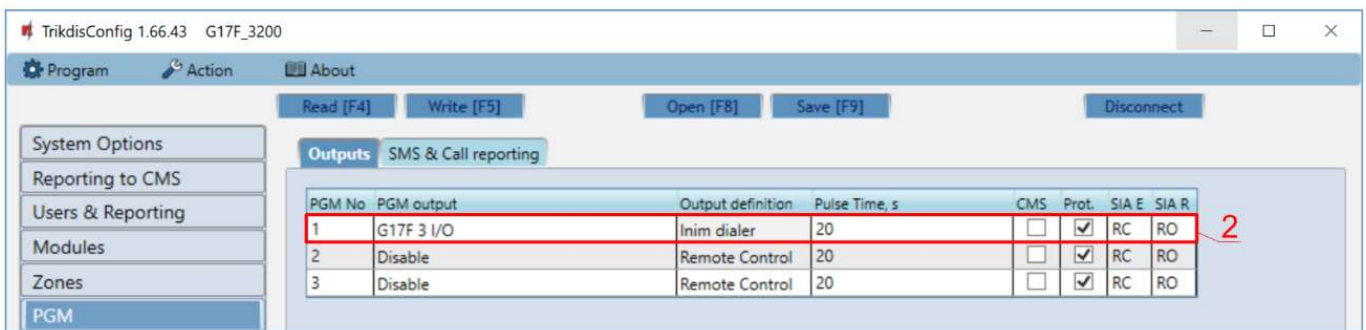 TrikdisConfig 1.66.43 G17F_3200
Program Action About
Read [F4] Write [F5] Open [F8] Save [F9] Disconnect
System Options
Reporting to CMS
Users & Reporting
Modules
Zones
PGM
Outputs SMS & Call reporting
PGM No PGM output Output definition Pulse Time, s CMS Prot. SIA E SIA R
1 G17F 3 I/O Inim dialer 20 RC RO
2 Disable Remote Control 20 RC RO
3 Disable Remote Control 20 RC RO
2